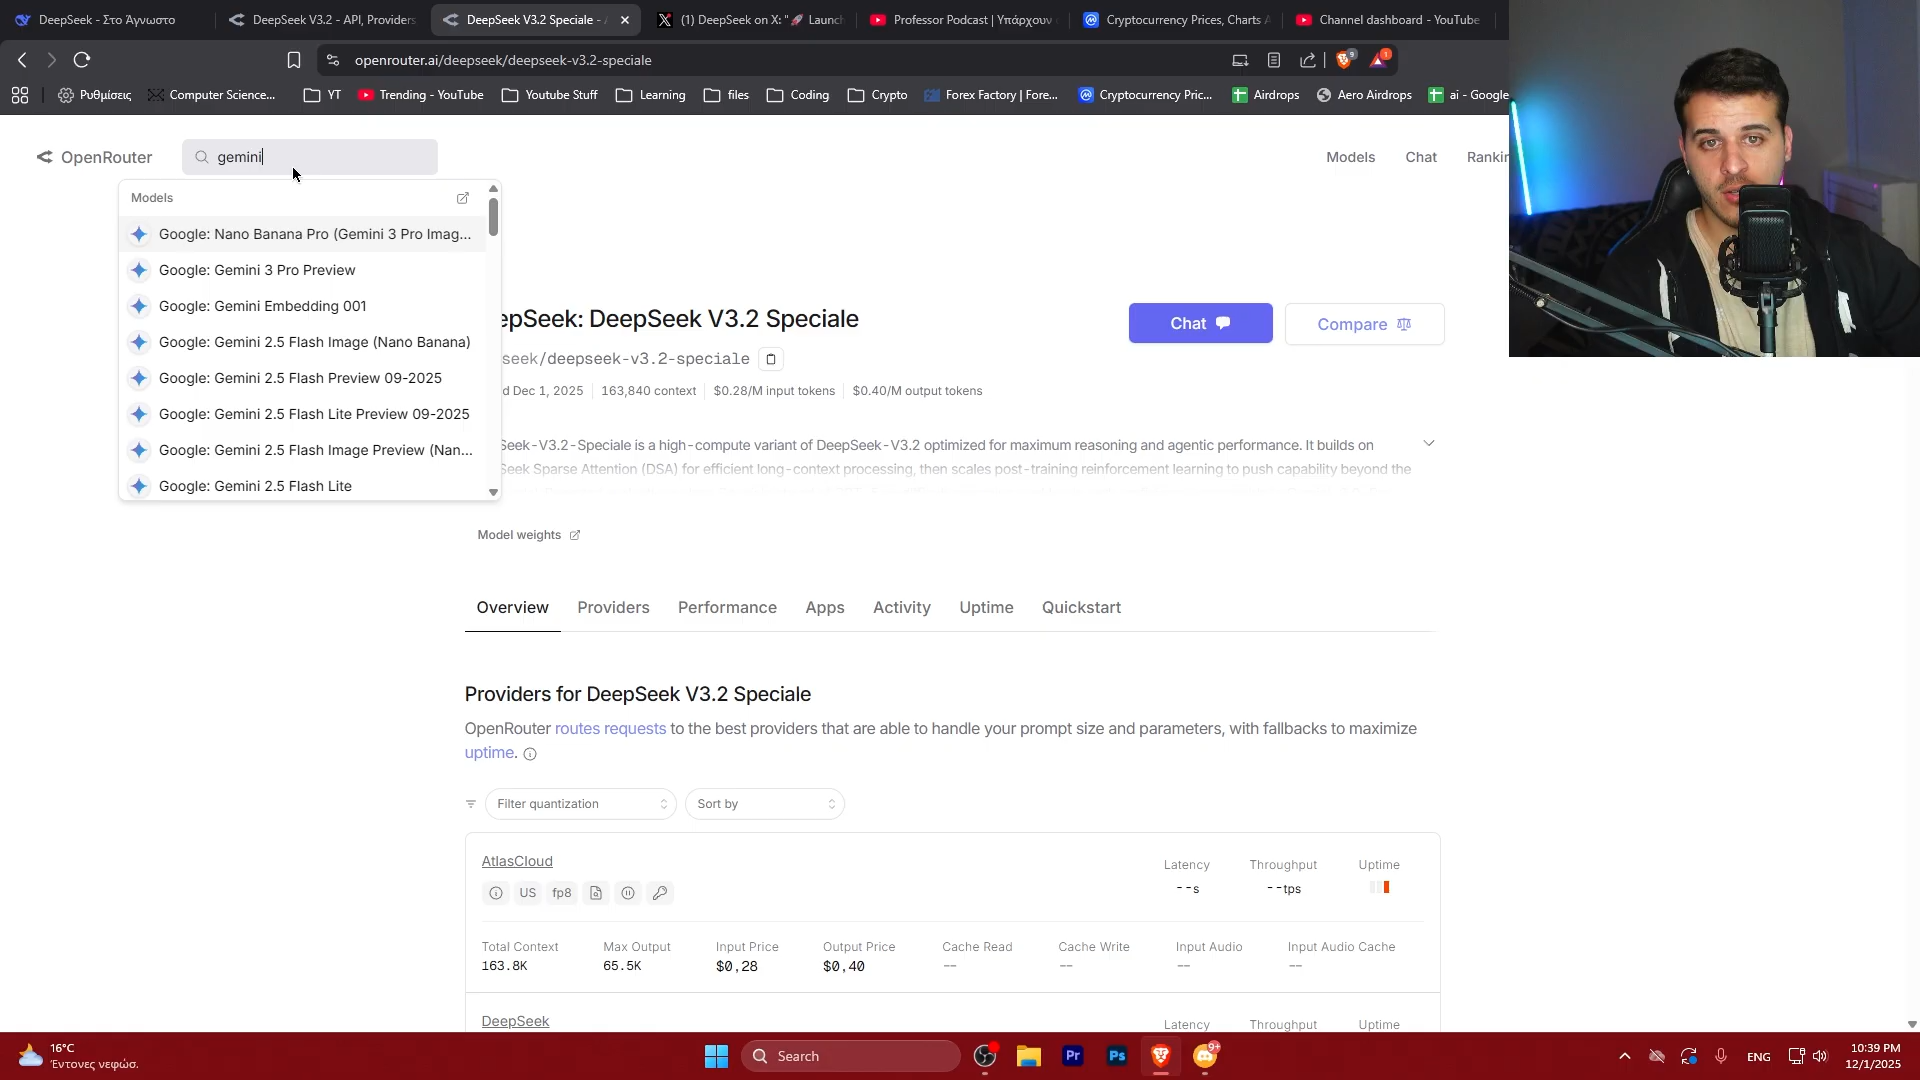 DeepSeek - Στο Άγνωστο
DeepSeek V3.2 - API, Providers
DeepSeek V3.2 Speciale -
(1) DeepSeek on X: "🚀 Launch
Professor Podcast | Υπάρχουν
Cryptocurrency Prices, Charts A
Channel dashboard - YouTube
openrouter.ai/deepseek/deepseek-v3.2-speciale
9
1
Ρυθμίσεις
Computer Science...
YT
Trending - YouTube
Youtube Stuff
Learning
files
Coding
Crypto
Forex Factory | Fore...
Cryptocurrency Pric...
Airdrops
Aero Airdrops
ai - Google
OpenRouter
gemini
Models
Chat
Rankin
Models
Google: Nano Banana Pro (Gemini 3 Pro Imag...
Google: Gemini 3 Pro Preview
Google: Gemini Embedding 001
Google: Gemini 2.5 Flash Image (Nano Banana)
Google: Gemini 2.5 Flash Preview 09-2025
Google: Gemini 2.5 Flash Lite Preview 09-2025
Google: Gemini 2.5 Flash Image Preview (Nan...
Google: Gemini 2.5 Flash Lite
epSeek: DeepSeek V3.2 Speciale
Chat
Compare
seek/deepseek-v3.2-speciale
d Dec 1, 2025
163,840 context
$0.28/M input tokens
$0.40/M output tokens
Seek-V3.2-Speciale is a high-compute variant of DeepSeek-V3.2 optimized for maximum reasoning and agentic performance. It builds on
Seek Sparse Attention (DSA) for efficient long-context processing, then scales post-training reinforcement learning to push capability beyond the
Model weights
Overview
Providers
Performance
Apps
Activity
Uptime
Quickstart
Providers for DeepSeek V3.2 Speciale
OpenRouter routes requests to the best providers that are able to handle your prompt size and parameters, with fallbacks to maximize
uptime.
Filter quantization
Sort by
AtlasCloud
Latency
Throughput
Uptime
--s
--tps
US
fp8
Total Context
Max Output
Input Price
Output Price
Cache Read
Cache Write
Input Audio
Input Audio Cache
163.8K
65.5K
$0,28
$0,40
--
--
--
--
DeepSeek
Latency
Throughput
Uptime
16°C
Έντονες νεφώσ.
Search
Pr
Ps
9+
ENG
10:39 PM
12/1/2025